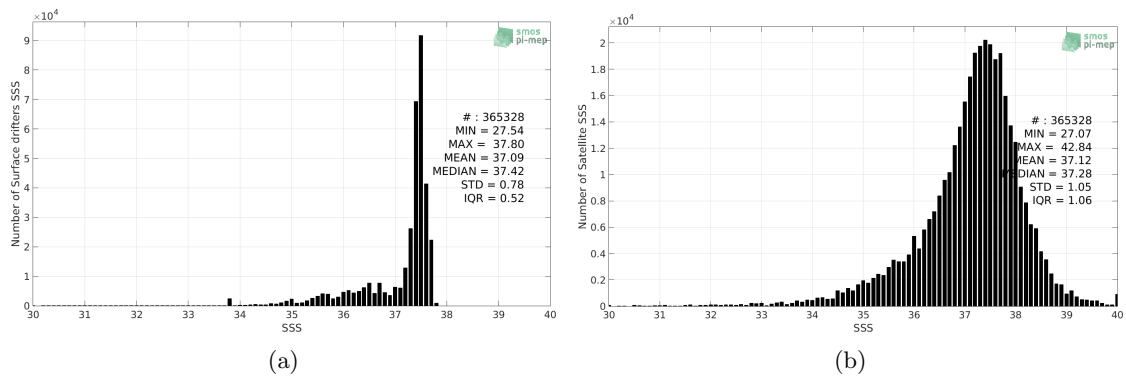 ×10⁴
9
8
7
6
5
4
3
2
1
0
Number of Surface drifters SSS
30 31 32 33 34 35 36 37 38 39 40
SSS
smos
pi-mep
# : 365328
MIN = 27.54
MAX = 37.80
MEAN = 37.09
MEDIAN = 37.42
STD = 0.78
IQR = 0.52
(a)
×10⁴
2
1.8
1.6
1.4
1.2
1
0.8
0.6
0.4
0.2
0
Number of Satellite SSS
30 31 32 33 34 35 36 37 38 39 40
SSS
smos
pi-mep
# : 365328
MIN = 27.07
MAX = 42.84
MEAN = 37.12
MEDIAN = 37.28
STD = 1.05
IQR = 1.06
(b)